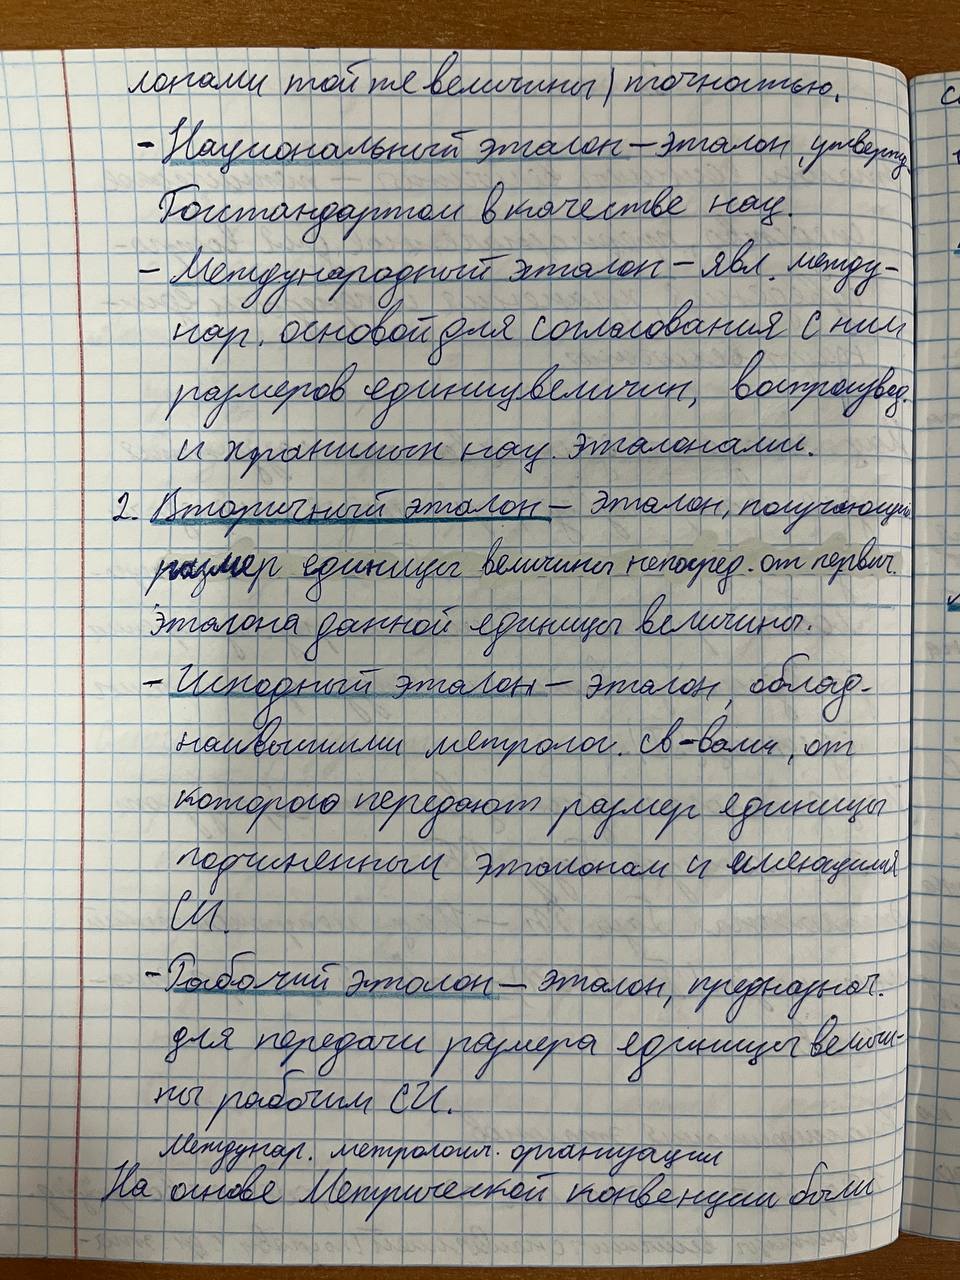 лонами той же величины) точностью.
- Национальный эталон – эталон, утвержд.
Госстандартом в качестве нац.
- Международный эталон – явл. между-
нар. основой для согласования с ним
размеров единиц величин, воспроизвед.
и хранимых нац. эталонами.
2. Вторичный эталон – эталон, получающий
размер единицы величины непосред. от первич.
эталона данной единицы величины.
- Исходный эталон – эталон, облад.
наивысшими метролог. св-вами, от
которого передают размер единицы
подчиненным эталонам и имеющимся
СИ.
- Рабочий эталон – эталон, предназнач.
для передачи размера единицы величи-
ны рабочим СИ.
Междунар. метрологич. организации
На основе Метрической конвенции были